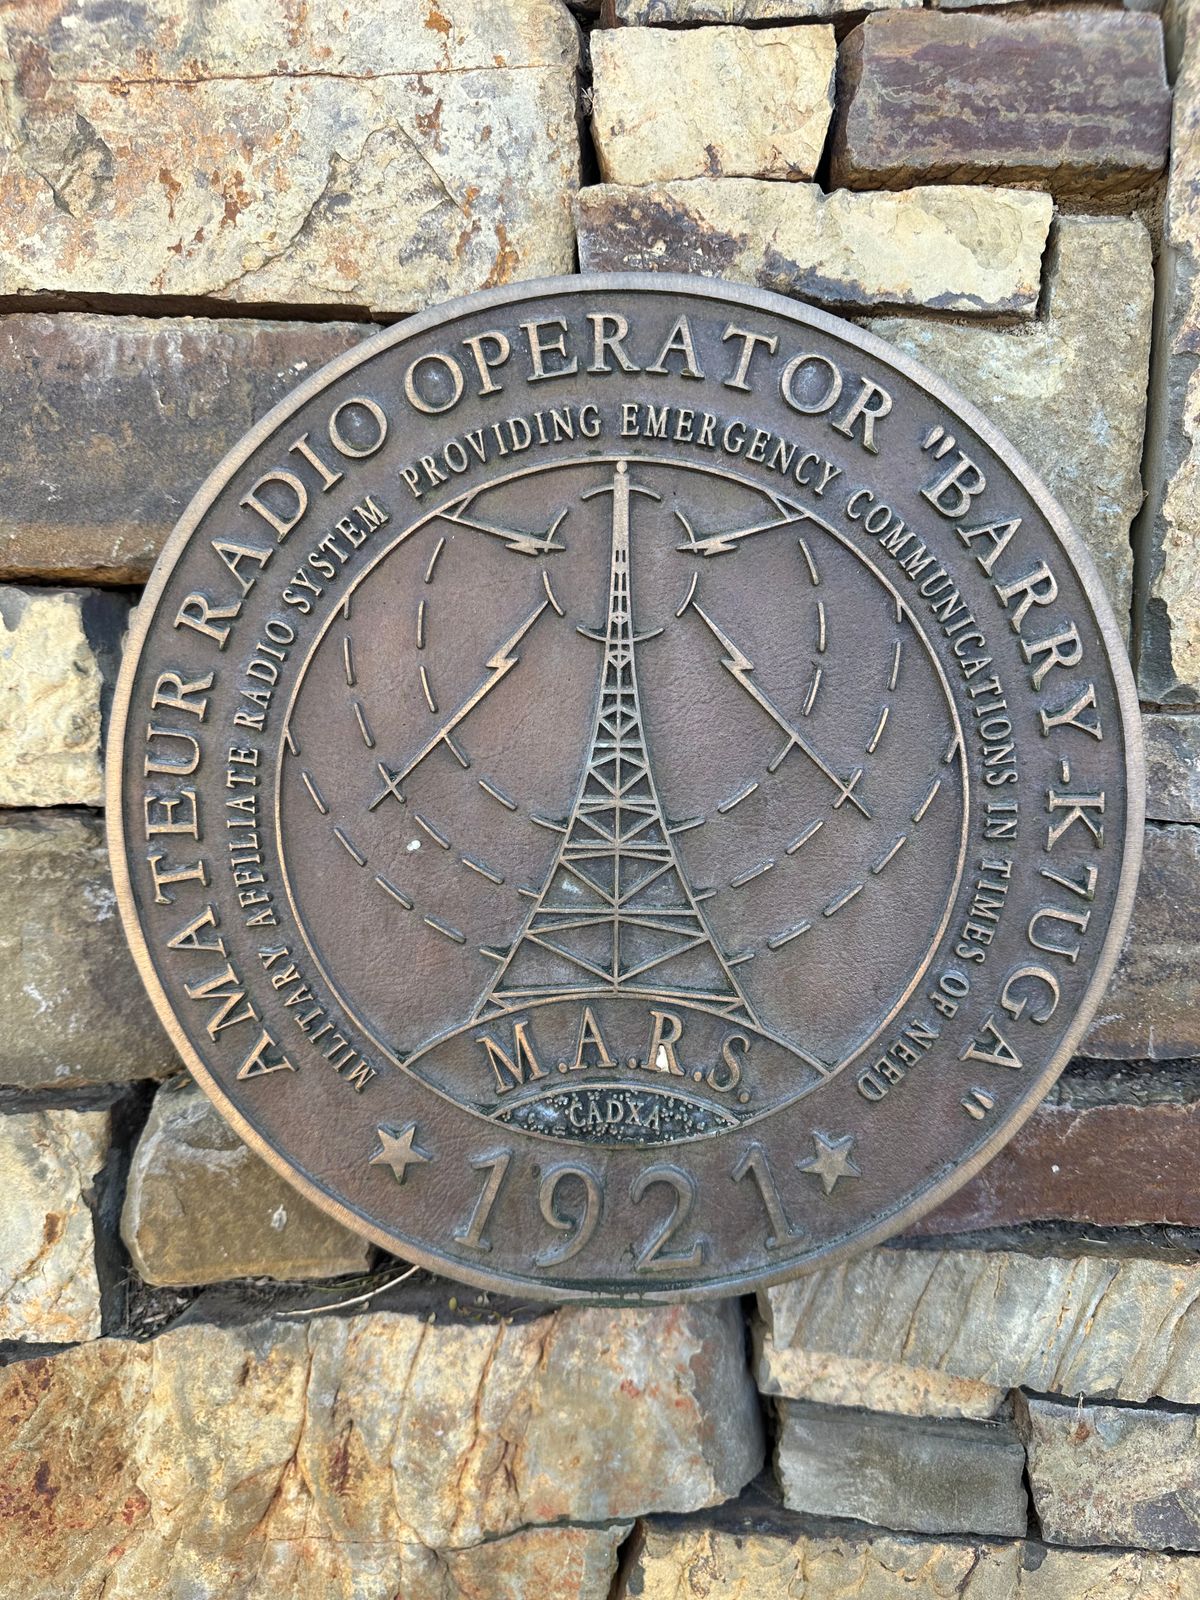 AMATEUR RADIO OPERATOR "BARRY-K7UGA"
MILITARY AFFILIATE RADIO SYSTEM PROVIDING EMERGENCY COMMUNICATIONS IN TIMES OF NEED
M.A.R.S.
CADXA
1921